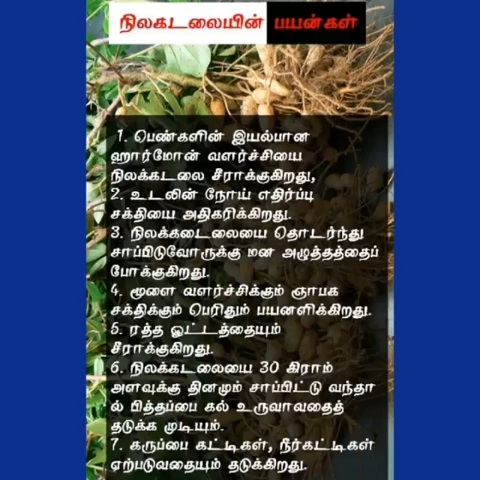 நிலகடலையின் பயன்கள்
1. பெண்களின் இயல்பான
ஹார்மோன் வளர்ச்சியை
நிலக்கடலை சீராக்குகிறது,
2. உடலின் நோய் எதிர்ப்பு
சக்தியை அதிகரிக்கிறது.
3. நிலக்கடைலையை தொடர்ந்து
சாப்பிடுவோருக்கு மன அழுத்தத்தைப்
போக்குகிறது.
4. மூளை வளர்ச்சிக்கும் ஞாபக
சக்திக்கும் பெரிதும் பயனளிக்கிறது.
5. ரத்த ஓட்டத்தையும்
சீராக்குகிறது.
6. நிலக்கடலையை 30 கிராம்
அளவுக்கு தினமும் சாப்பிட்டு வந்தா
ல் பித்தப்பை கல் உருவாவதைத்
தடுக்க முடியும்.
7. கருப்பை கட்டிகள், நீர்கட்டிகள்
ஏற்படுவதையும் தடுக்கிறது.